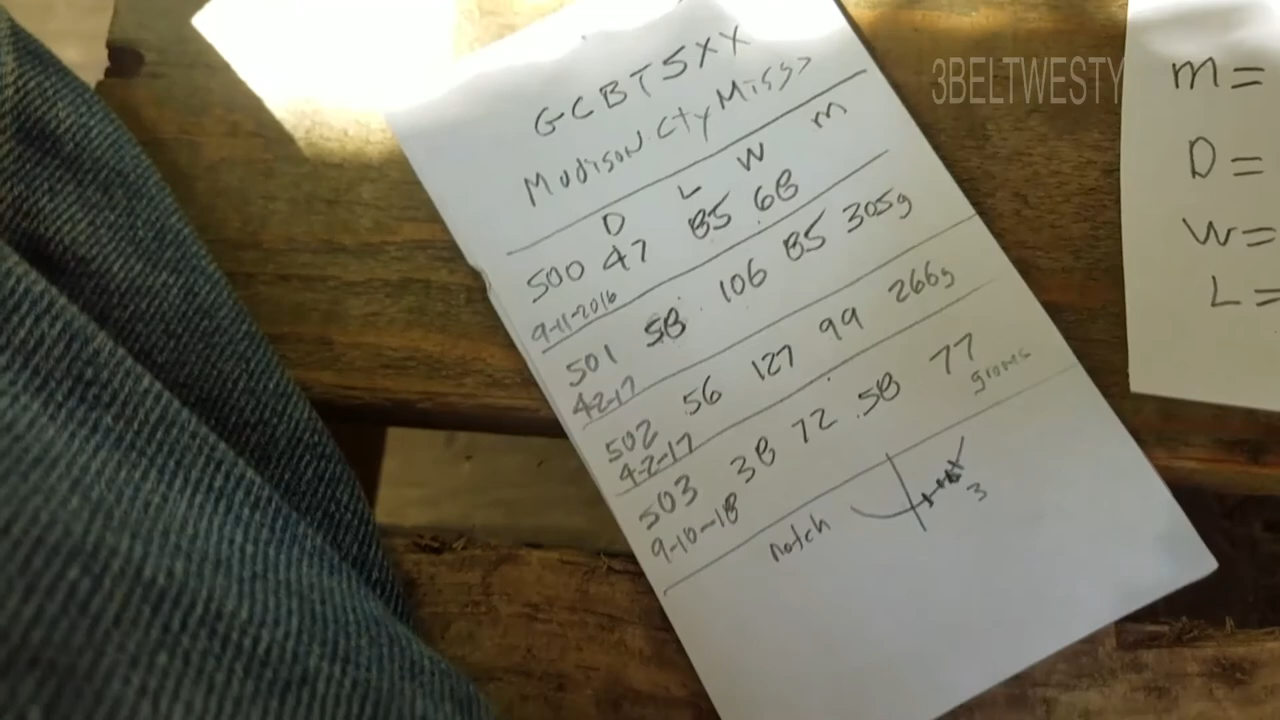 GCBT5XX
Madison Cty Miss>
D L W m
500 47 85 68
9-11-2016
501 58 106 85 305g
4-2-17
502 56 127 99 266g
4-2-17
503 38 72 58 77
9-10-18 grams
notch
3
m=
D=
W=
L=
3BELTWESTY